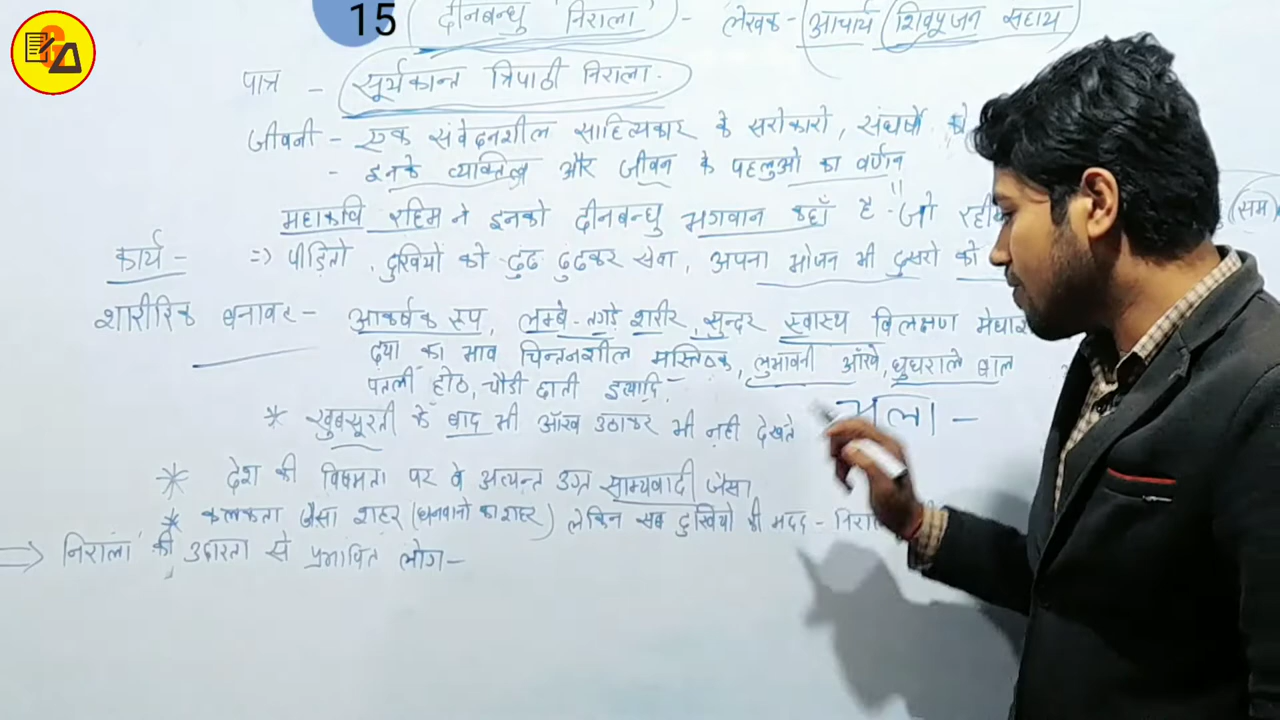 15 दीनबन्धु 'निराला' - लेखक - आचार्य शिवपूजन सहाय
पात्र - सूर्यकान्त त्रिपाठी निराला.
जीवनी - एक संवेदनशील साहित्यकार के सरोकारो, संघर्षो
- इनके व्यक्तित्व और जीवन के पहलुओ का वर्णन
महाकवि रहिम ने इनको दीनबन्धु भगवान कहाँ है "जो (सम)
कार्य - => पीड़ितो, दुखियों को ढुढ ढुढकर सेवा, अपना भोजन भी दुसरो को
शारीरिक बनावट - आकर्षक रूप, लम्बे-तगडे शरीर, सुन्दर स्वास्थ विलक्षण
दया का भाव चिन्तनशील मस्तिष्क, लुभावनी आँखे, घुघराले बाल
पतली होठ, चौडी छाती इत्यादि -
* खुबसूरती के बाद भी आँख उठाकर भी नही देखते -
* देश की विषमता पर वे अत्यन्त उग्र साम्यवादी जैसा
* कलकता जैसा शहर (धनवानो का शहर) लेकिन सब दुखियो की मदद -
=> निराला की उदारता से प्रभावित लोग -